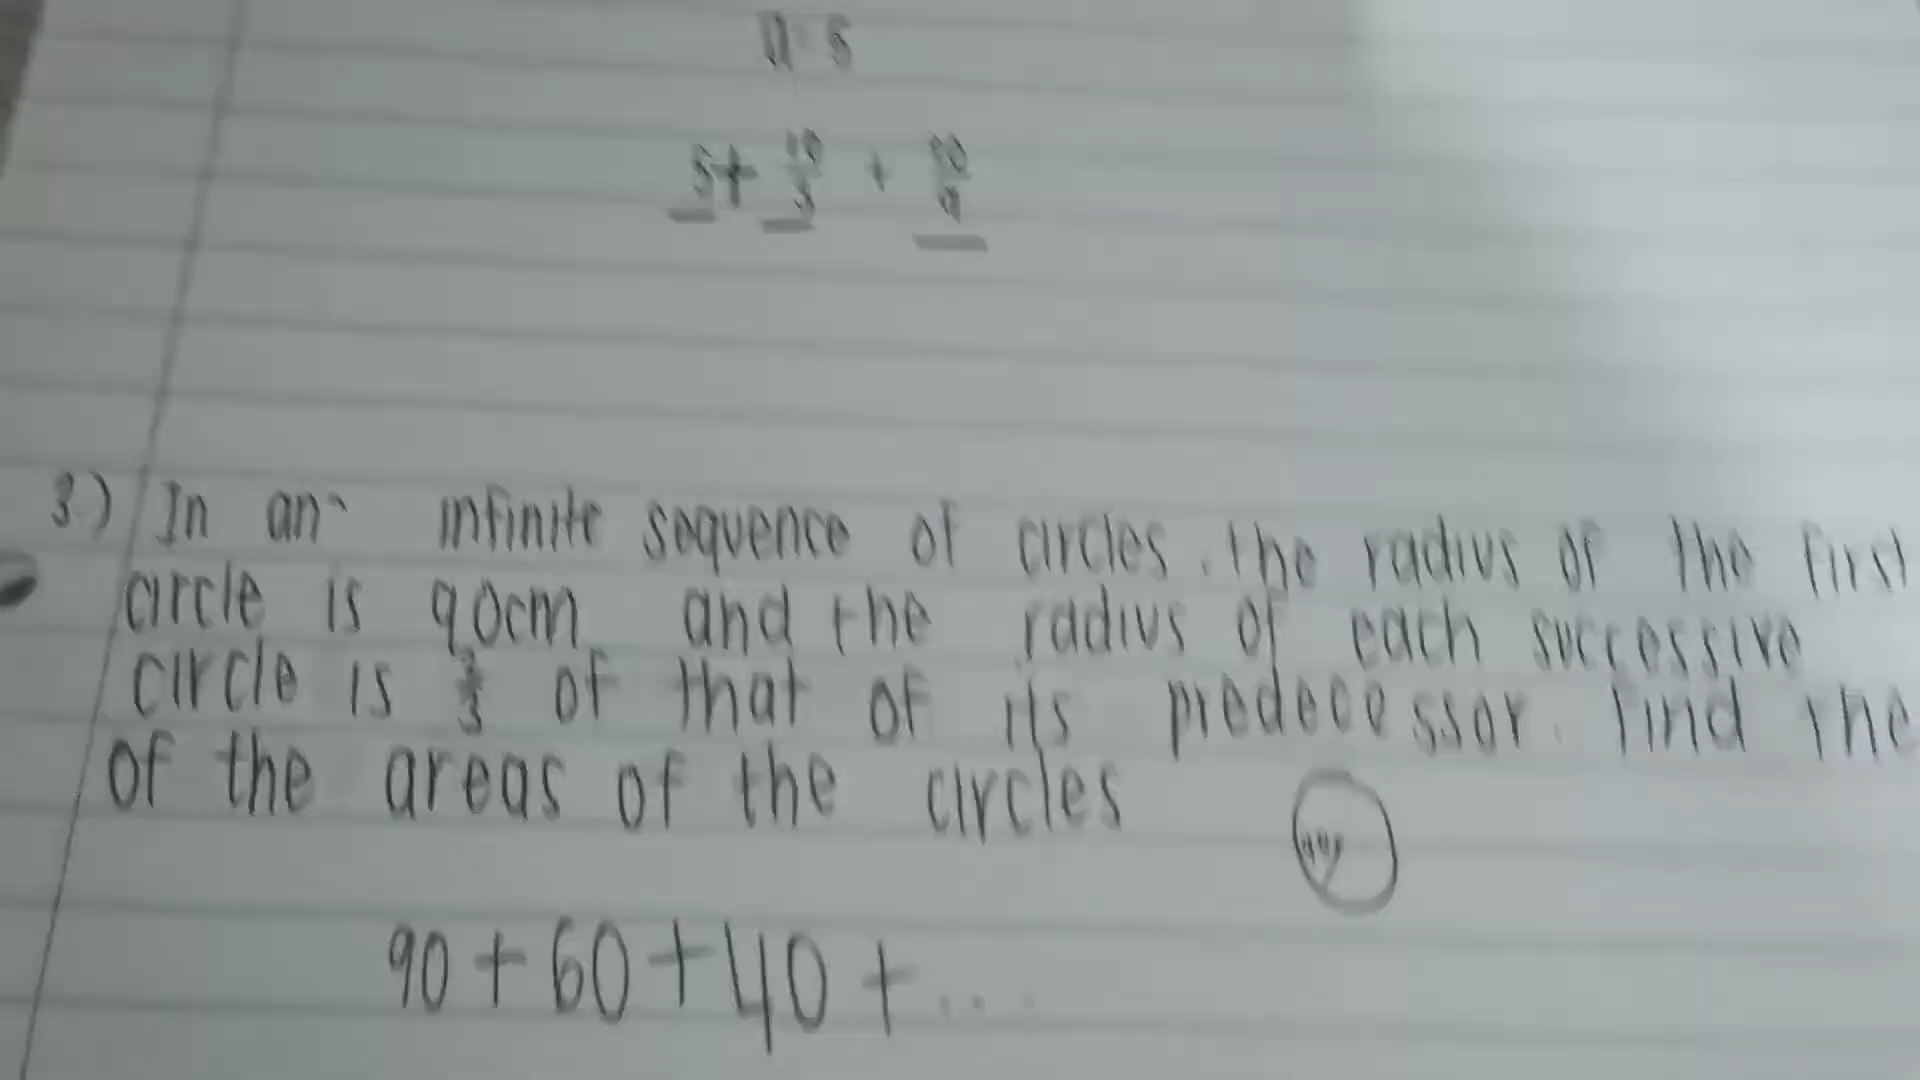 a = 5
5 + 10/3 + 20/9
3.) In an infinite sequence of circles. the radius of the first
circle is 90cm and the radius of each successive
circle is 2/3 of that of its predecessor. find the
of the areas of the circles
90 + 60 + 40 + ...